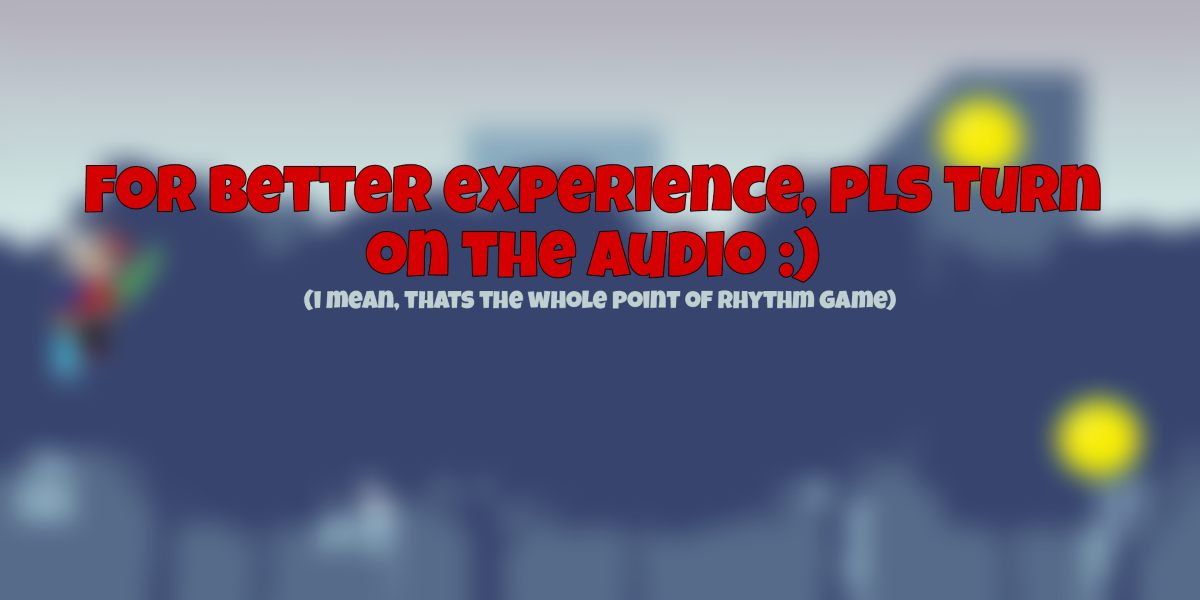 FOR BETTER EXPERIENCE, PLS TURN
ON THE AUDIO :)
(I MEAN, THATS THE WHOLE POINT OF RHYTHM GAME)